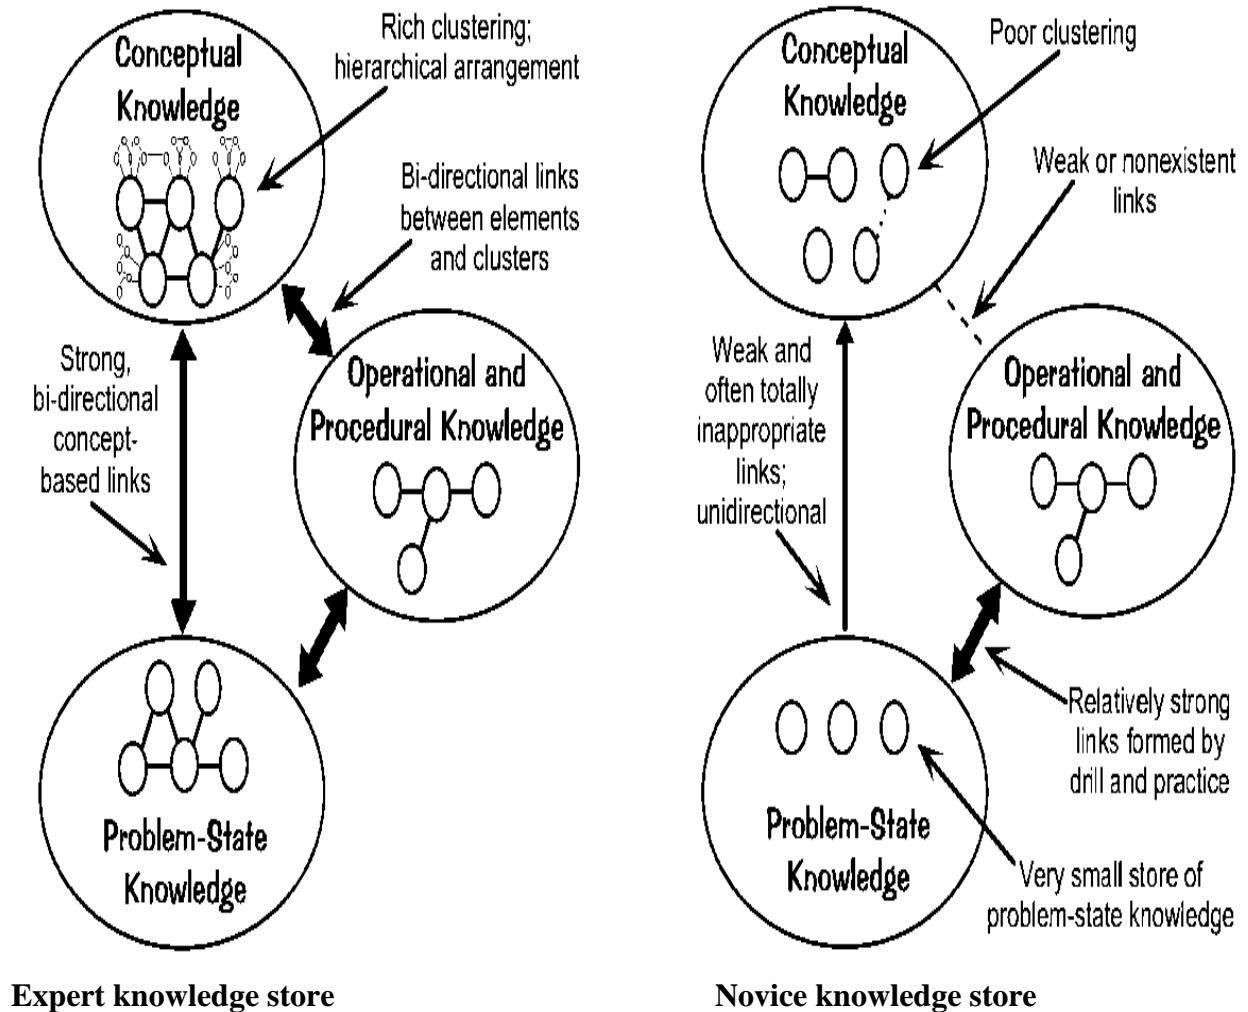 Conceptual
Knowledge
Rich clustering;
hierarchical arrangement
Bi-directional links
between elements
and clusters
Strong,
bi-directional
concept-
based links
Operational and
Procedural Knowledge
Problem-State
Knowledge
Expert knowledge store
Conceptual
Knowledge
Poor clustering
Weak or nonexistent
links
Weak and
often totally
inappropriate
links;
unidirectional
Operational and
Procedural Knowledge
Relatively strong
links formed by
drill and practice
Problem-State
Knowledge
Very small store of
problem-state knowledge
Novice knowledge store